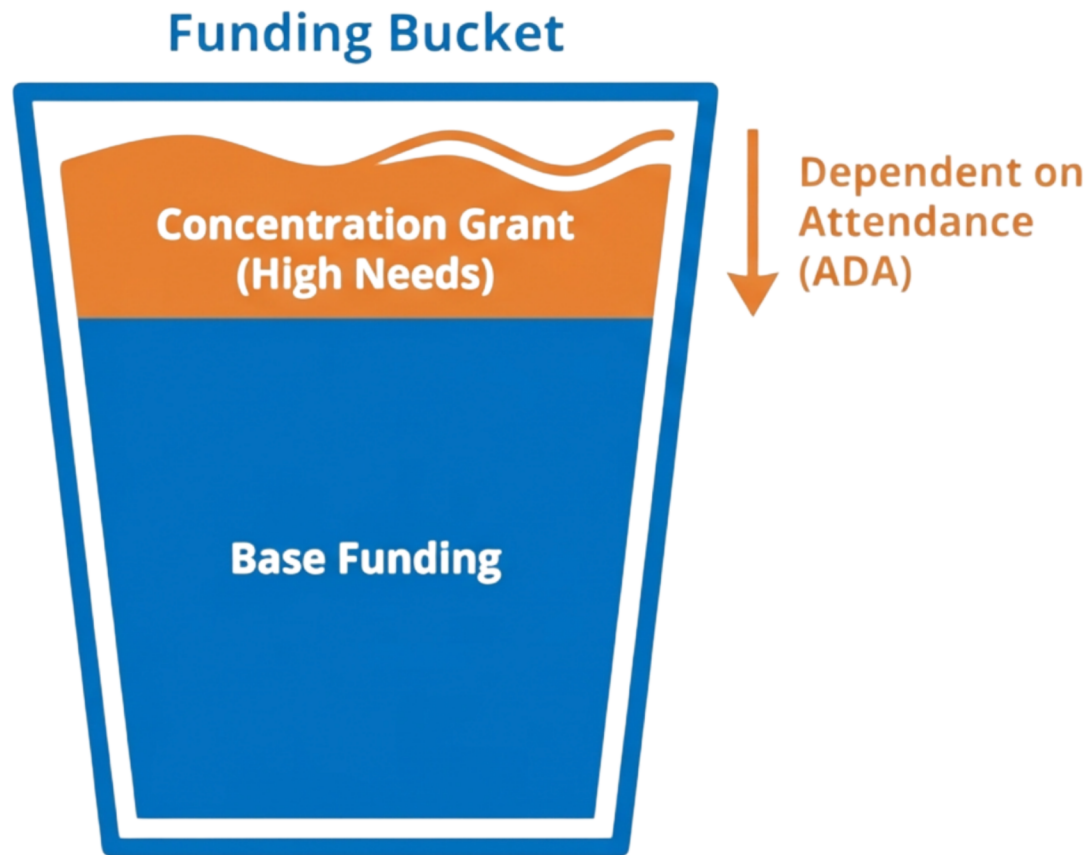 Funding Bucket
Dependent on
Attendance
(ADA)
Concentration Grant
(High Needs)
Base Funding